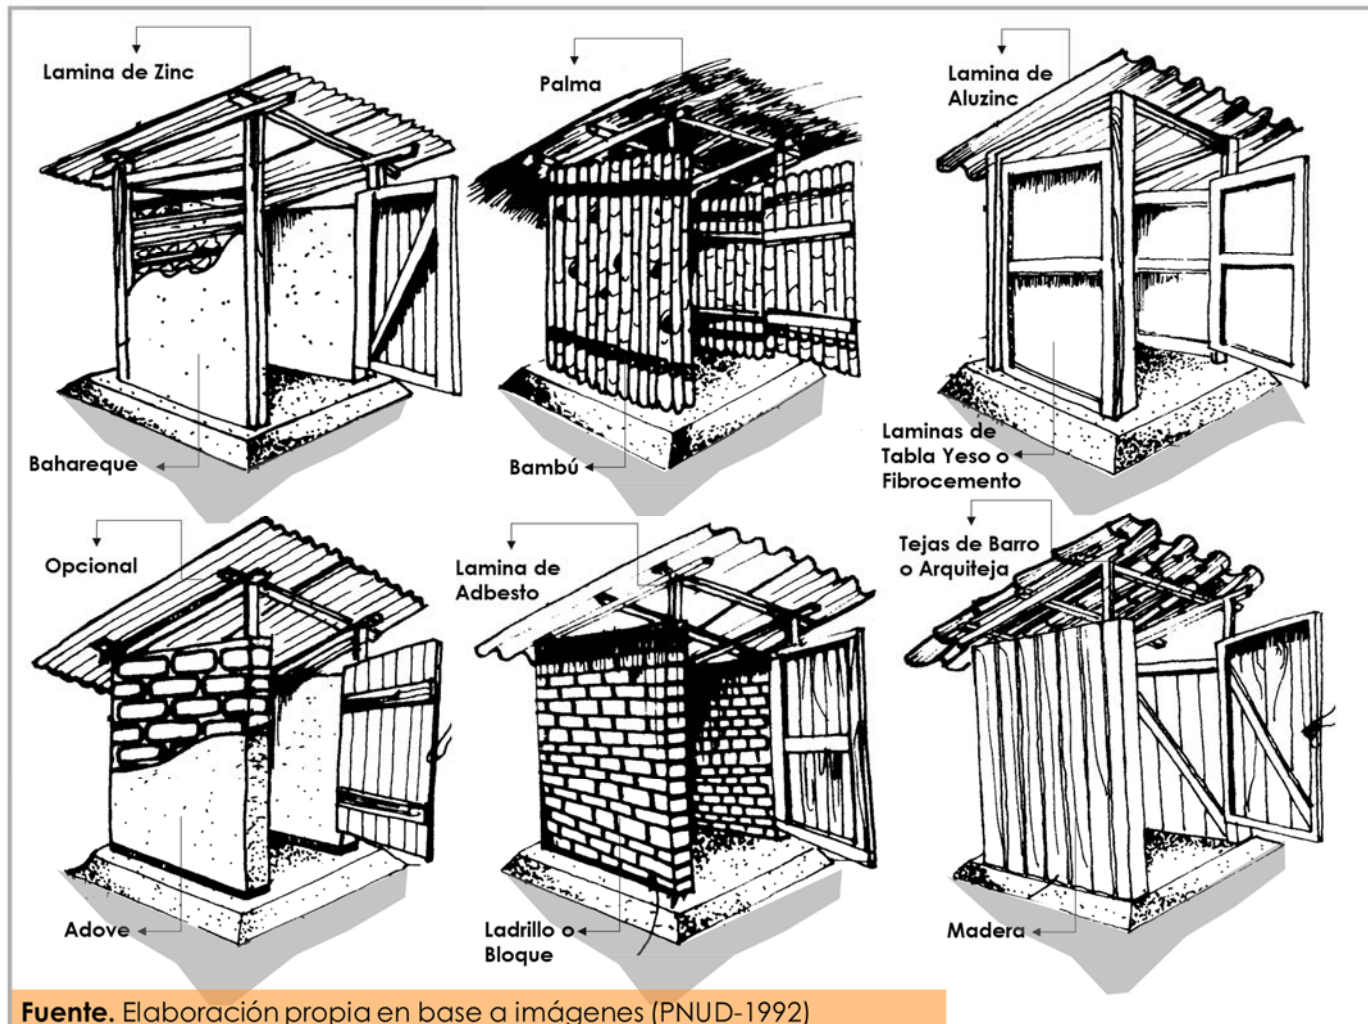 Lamina de Zinc
Palma
Lamina de
Aluzinc
Bahareque
Bambú
Laminas de
Tabla Yeso o
Fibrocemento
Opcional
Lamina de
Adbesto
Tejas de Barro
o Arquiteja
Adove
Ladrillo o
Bloque
Madera
Fuente. Elaboración propia en base a imágenes (PNUD-1992)